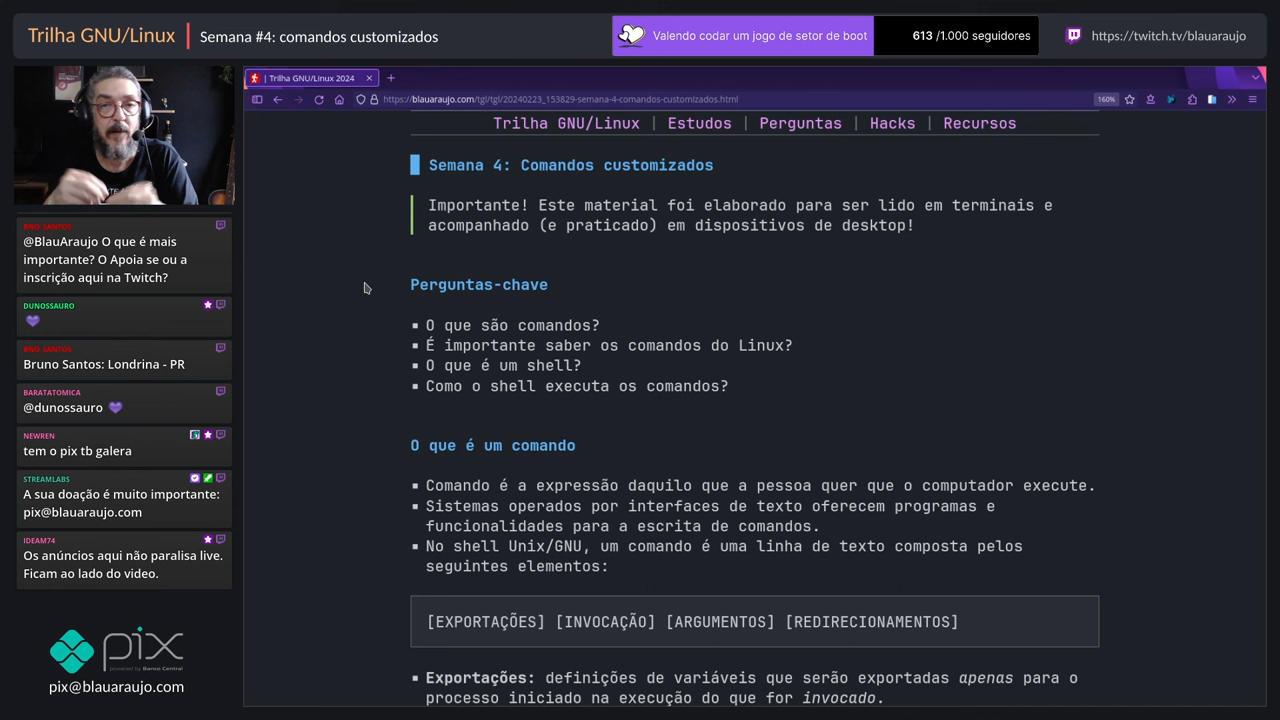 Trilha GNU/Linux
Semana #4: comandos customizados
Valendo codar um jogo de setor de boot
613 /1.000 seguidores
https://twitch.tv/blauaraujo
| Trilha GNU/Linux 2024
https://blauaraujo.com/tgl/tgl/20240223_153829-semana-4-comandos-customizados.html
160%
Trilha GNU/Linux | Estudos | Perguntas | Hacks | Recursos
Semana 4: Comandos customizados
Importante! Este material foi elaborado para ser lido em terminais e
acompanhado (e praticado) em dispositivos de desktop!
Perguntas-chave
▪ O que são comandos?
▪ É importante saber os comandos do Linux?
▪ O que é um shell?
▪ Como o shell executa os comandos?
O que é um comando
▪ Comando é a expressão daquilo que a pessoa quer que o computador execute.
▪ Sistemas operados por interfaces de texto oferecem programas e
funcionalidades para a escrita de comandos.
▪ No shell Unix/GNU, um comando é uma linha de texto composta pelos
seguintes elementos:
[EXPORTAÇÕES] [INVOCAÇÃO] [ARGUMENTOS] [REDIRECIONAMENTOS]
▪ Exportações: definições de variáveis que serão exportadas apenas para o
processo iniciado na execução do que for invocado.
BNO_SANTOS
@BlauAraujo O que é mais
importante? O Apoia se ou a
inscrição aqui na Twitch?
DUNOSSAURO
BNO_SANTOS
Bruno Santos: Londrina - PR
BARATATOMICA
@dunossauro
NEWREN
tem o pix tb galera
STREAMLABS
A sua doação é muito importante:
pix@blauaraujo.com
IDEAM74
Os anúncios aqui não paralisa live.
Ficam ao lado do video.
pix
powered by Banco Central
pix@blauaraujo.com